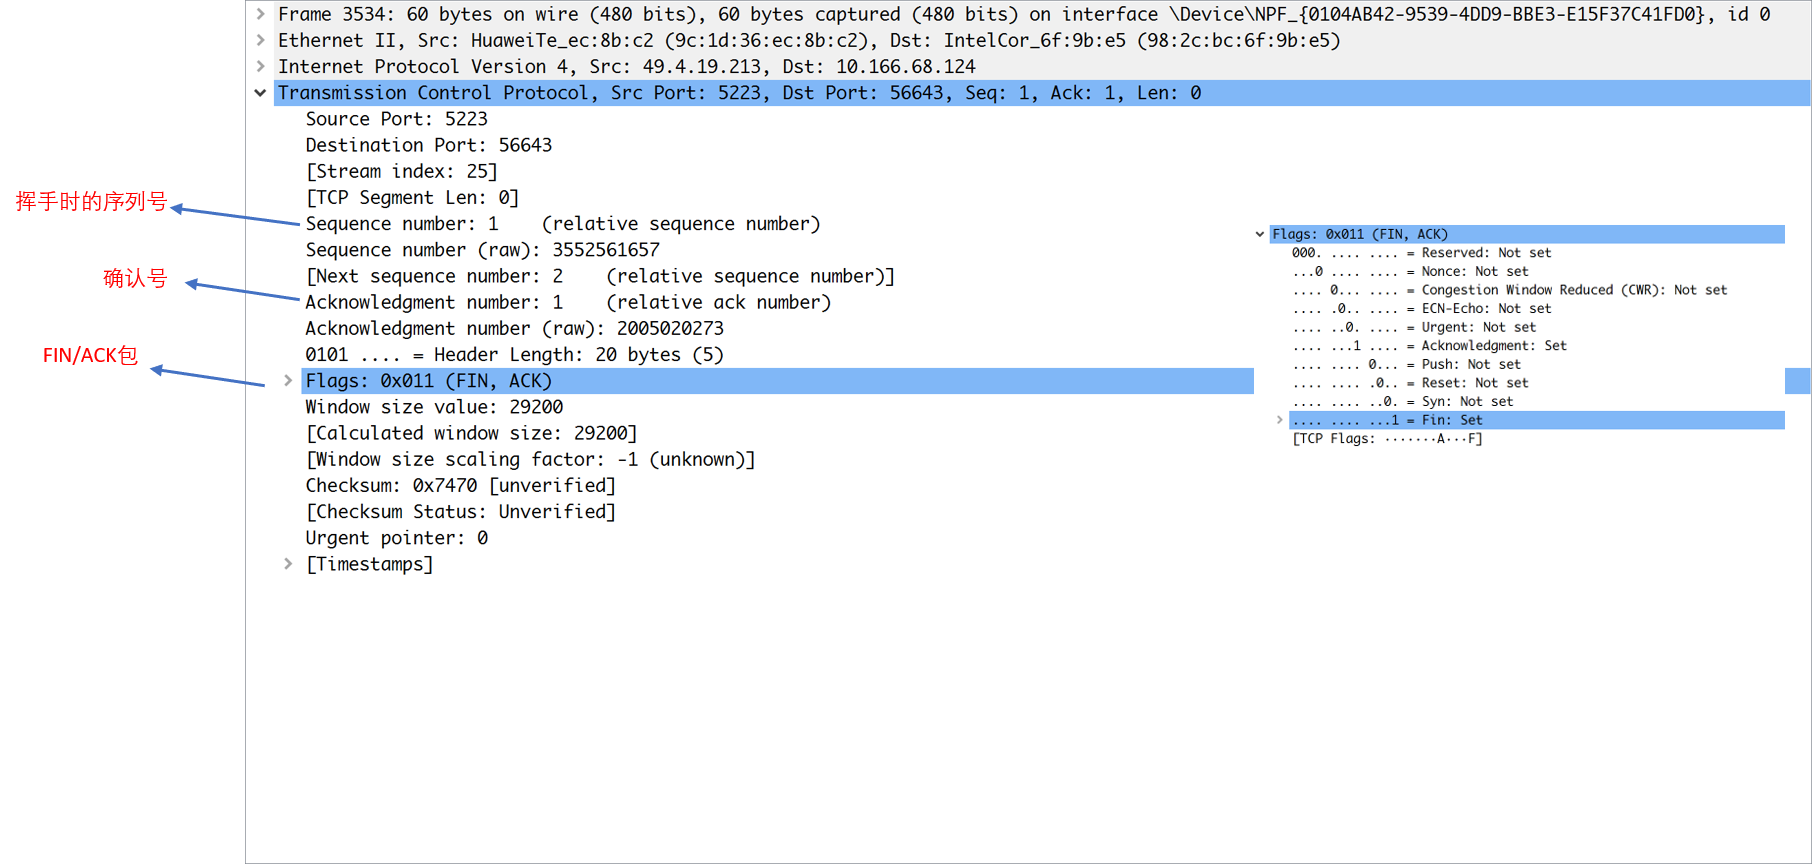 Frame 3534: 60 bytes on wire (480 bits), 60 bytes captured (480 bits) on interface \Device\NPF_{0104AB42-9539-4DD9-BBE3-E15F37C41FD0}, id 0
Ethernet II, Src: HuaweiTe_ec:8b:c2 (9c:1d:36:ec:8b:c2), Dst: IntelCor_6f:9b:e5 (98:2c:bc:6f:9b:e5)
Internet Protocol Version 4, Src: 49.4.19.213, Dst: 10.166.68.124
Transmission Control Protocol, Src Port: 5223, Dst Port: 56643, Seq: 1, Ack: 1, Len: 0
Source Port: 5223
Destination Port: 56643
[Stream index: 25]
[TCP Segment Len: 0]
挥手时的序列号
Sequence number: 1    (relative sequence number)
Sequence number (raw): 3552561657
[Next sequence number: 2    (relative sequence number)]
确认号
Acknowledgment number: 1    (relative ack number)
Acknowledgment number (raw): 2005020273
0101 .... = Header Length: 20 bytes (5)
FIN/ACK包
Flags: 0x011 (FIN, ACK)
Window size value: 29200
[Calculated window size: 29200]
[Window size scaling factor: -1 (unknown)]
Checksum: 0x7470 [unverified]
[Checksum Status: Unverified]
Urgent pointer: 0
[Timestamps]
Flags: 0x011 (FIN, ACK)
000. .... .... = Reserved: Not set
...0 .... .... = Nonce: Not set
.... 0... .... = Congestion Window Reduced (CWR): Not set
.... .0.. .... = ECN-Echo: Not set
.... ..0. .... = Urgent: Not set
.... ...1 .... = Acknowledgment: Set
.... .... 0... = Push: Not set
.... .... .0.. = Reset: Not set
.... .... ..0. = Syn: Not set
.... .... ...1 = Fin: Set
[TCP Flags: ·······A···F]